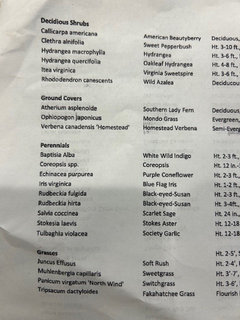 Decidious Shrubs
Callicarpa americana American Beautyberry Deciduous,
Clethra alnifolia Sweet Pepperbush Ht. 3-10 ft.,
Hydrangea macrophylla Hydrangea Ht. 3-6 ft.,
Hydrangea quercifolia Oakleaf Hydrangea Ht. 4-8 ft.,
Itea virginica Virginia Sweetspire Ht. 3-6 ft.,
Rhododendron canescens Wild Azalea Deciduous
Ground Covers
Atherium asplenoide Southern Lady Fern Deciduous,
Ophiopogon japonicus Mondo Grass Evergreen,
Verbena canadensis 'Homestead' Homestead Verbena Semi-Ever
Perennials
Baptisia Alba White Wild Indigo Ht. 2-4 ft.,
Coreopsis spp. Coreopsis Ht. 12 in.
Echinacea purpurea Purple Coneflower Ht. 2-3 ft.
Iris virginica Blue Flag Iris Ht. 1-2 ft.
Rudbeckia fulgida Black-eyed-Susan Ht. 2-3 ft.
Rudbeckia hirta Black-eyed-Susan Ht. 3-4ft.,
Salvia coccinea Scarlet Sage Ht. 24 in.
Stokesia laevis Stokes Aster Ht. 12-18
Tulbaghia violacea Society Garlic Ht. 12-18
Grasses
Juncus Effusus Soft Rush Ht. 2-5',
Muhlenbergia capillaris Sweetgrass Ht. 2-4',
Panicum virgatum 'North Wind' Switchgrass Ht. 3'-6'
Tripsacum dactyloides Fakahatchee Grass Flourish